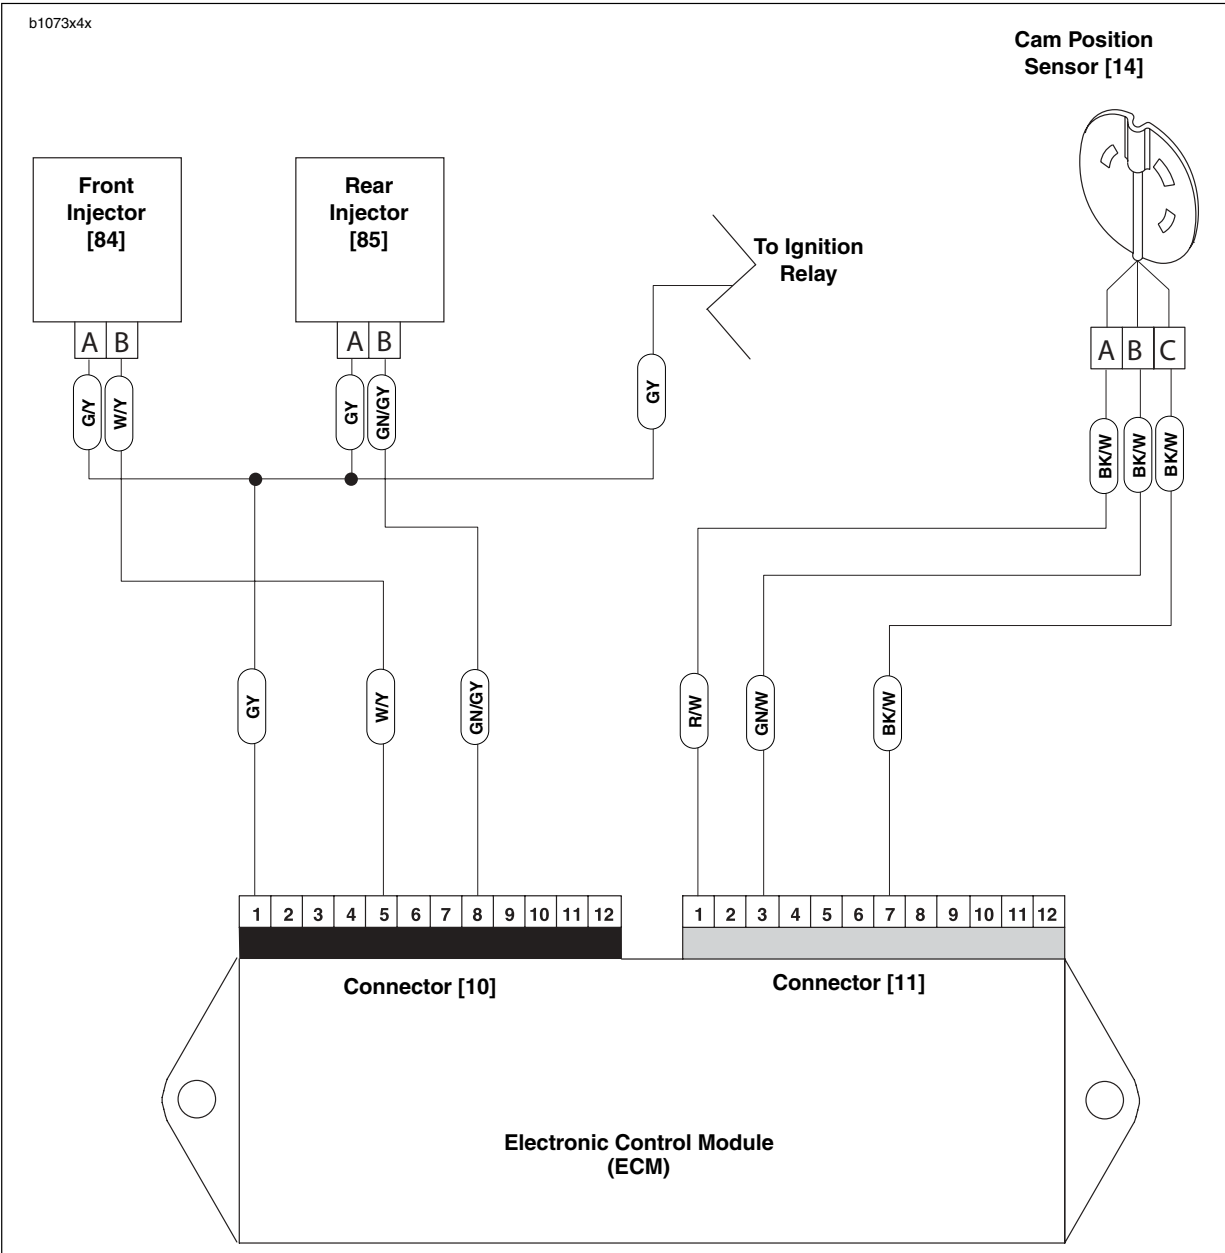 b1073x4x
Cam Position
Sensor [14]
Front
Injector
[84]
Rear
Injector
[85]
To Ignition
Relay
A B
A B
A B C
G/Y
W/Y
GY
GN/GY
GY
BK/W
BK/W
BK/W
GY
W/Y
GN/GY
R/W
GN/W
BK/W
1 2 3 4 5 6 7 8 9 10 11 12
1 2 3 4 5 6 7 8 9 10 11 12
Connector [10]
Connector [11]
Electronic Control Module
(ECM)